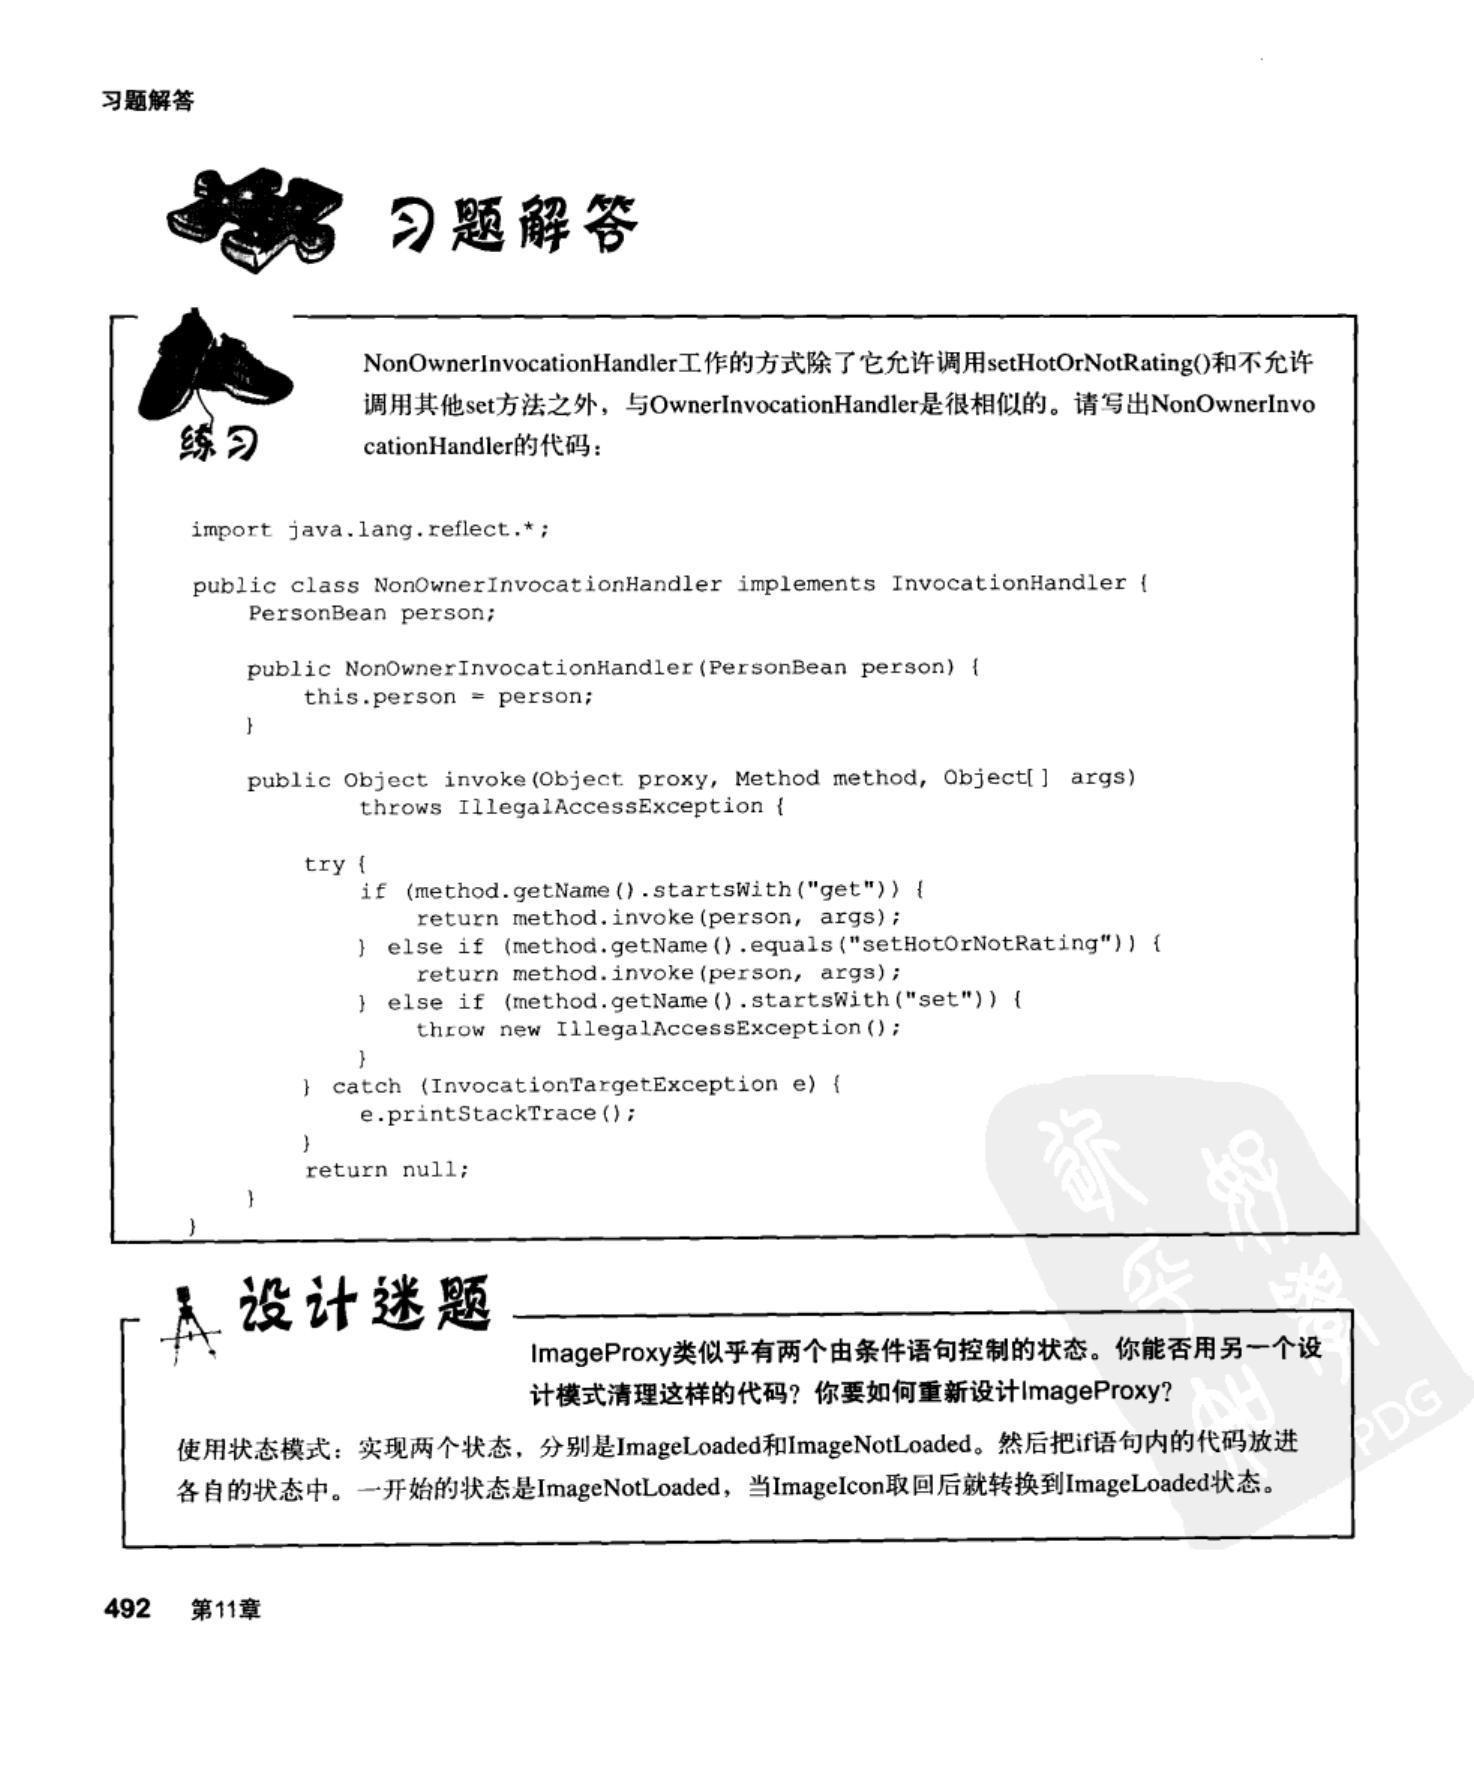 习题解答
习题解答
练习
NonOwnerInvocationHandler工作的方式除了它允许调用setHotOrNotRating()和不允许
调用其他set方法之外，与OwnerInvocationHandler是很相似的。请写出NonOwnerInvo
cationHandler的代码：
import java.lang.reflect.*;
public class NonOwnerInvocationHandler implements InvocationHandler {
PersonBean person;
public NonOwnerInvocationHandler(PersonBean person) {
this.person = person;
}
public Object invoke(Object proxy, Method method, Object[] args)
throws IllegalAccessException {
try {
if (method.getName().startsWith("get")) {
return method.invoke(person, args);
} else if (method.getName().equals("setHotOrNotRating")) {
return method.invoke(person, args);
} else if (method.getName().startsWith("set")) {
throw new IllegalAccessException();
}
} catch (InvocationTargetException e) {
e.printStackTrace();
}
return null;
}
}
设计迷题
ImageProxy类似乎有两个由条件语句控制的状态。你能否用另一个设
计模式清理这样的代码？你要如何重新设计ImageProxy？
使用状态模式：实现两个状态，分别是ImageLoaded和ImageNotLoaded。然后把if语句内的代码放进
各自的状态中。一开始的状态是ImageNotLoaded，当ImageIcon取回后就转换到ImageLoaded状态。
PDG
492 第11章